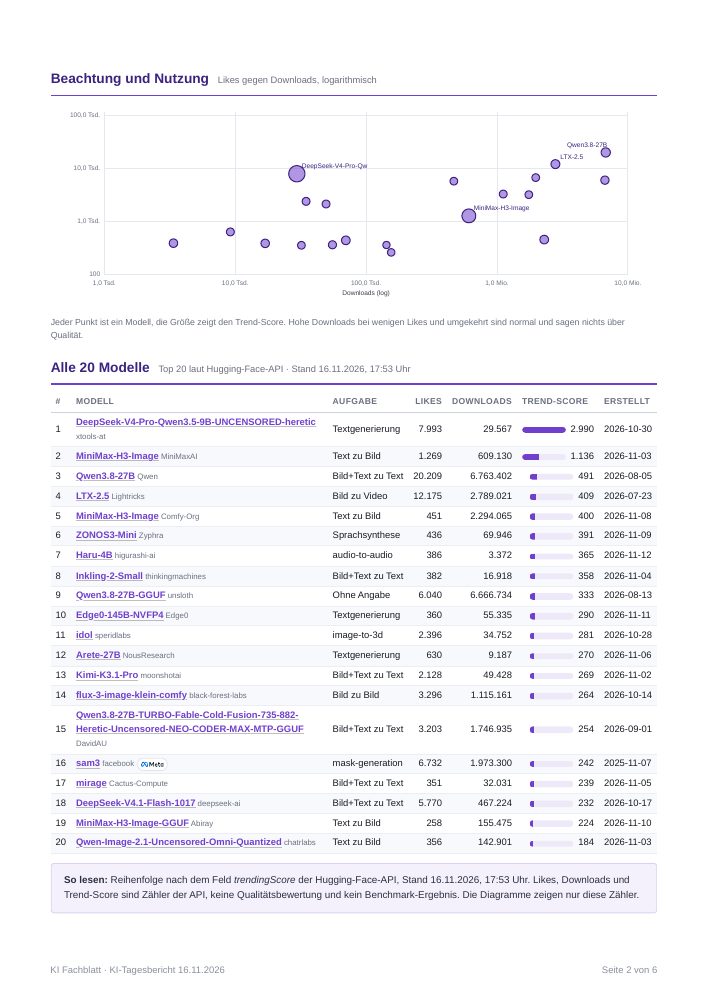 Beachtung und Nutzung Likes gegen Downloads, logarithmisch
100,0 Tsd.
10,0 Tsd.
1,0 Tsd.
100
Qwen3.8-27B
LTX-2.5
DeepSeek-V4-Pro-Qw
MiniMax-H3-Image
1,0 Tsd. 10,0 Tsd. 100,0 Tsd. 1,0 Mio. 10,0 Mio.
Downloads (log)
Jeder Punkt ist ein Modell, die Größe zeigt den Trend-Score. Hohe Downloads bei wenigen Likes und umgekehrt sind normal und sagen nichts über
Qualität.
Alle 20 Modelle Top 20 laut Hugging-Face-API · Stand 16.11.2026, 17:53 Uhr
# MODELL AUFGABE LIKES DOWNLOADS TREND-SCORE ERSTELLT
1 DeepSeek-V4-Pro-Qwen3.5-9B-UNCENSORED-heretic Textgenerierung 7.993 29.567 2.990 2026-10-30
xtools-at
2 MiniMax-H3-Image MiniMaxAI Text zu Bild 1.269 609.130 1.136 2026-11-03
3 Qwen3.8-27B Qwen Bild+Text zu Text 20.209 6.763.402 491 2026-08-05
4 LTX-2.5 Lightricks Bild zu Video 12.175 2.789.021 409 2026-07-23
5 MiniMax-H3-Image Comfy-Org Text zu Bild 451 2.294.065 400 2026-11-08
6 ZONOS3-Mini Zyphra Sprachsynthese 436 69.946 391 2026-11-09
7 Haru-4B higurashi-ai audio-to-audio 386 3.372 365 2026-11-12
8 Inkling-2-Small thinkingmachines Bild+Text zu Text 382 16.918 358 2026-11-04
9 Qwen3.8-27B-GGUF unsloth Ohne Angabe 6.040 6.666.734 333 2026-08-13
10 Edge0-145B-NVFP4 Edge0 Textgenerierung 360 55.335 290 2026-11-11
11 idol speridlabs image-to-3d 2.396 34.752 281 2026-10-28
12 Arete-27B NousResearch Textgenerierung 630 9.187 270 2026-11-06
13 Kimi-K3.1-Pro moonshotai Bild+Text zu Text 2.128 49.428 269 2026-11-02
14 flux-3-image-klein-comfy black-forest-labs Bild zu Bild 3.296 1.115.161 264 2026-10-14
Qwen3.8-27B-TURBO-Fable-Cold-Fusion-735-882-
15 Heretic-Uncensored-NEO-CODER-MAX-MTP-GGUF Bild+Text zu Text 3.203 1.746.935 254 2026-09-01
DavidAU
16 sam3 facebook Meta mask-generation 6.732 1.973.300 242 2025-11-07
17 mirage Cactus-Compute Bild+Text zu Text 351 32.031 239 2026-11-05
18 DeepSeek-V4.1-Flash-1017 deepseek-ai Bild+Text zu Text 5.770 467.224 232 2026-10-17
19 MiniMax-H3-Image-GGUF Abiray Text zu Bild 258 155.475 224 2026-11-10
20 Qwen-Image-2.1-Uncensored-Omni-Quantized chatrlabs Text zu Bild 356 142.901 184 2026-11-03
So lesen: Reihenfolge nach dem Feld trendingScore der Hugging-Face-API, Stand 16.11.2026, 17:53 Uhr. Likes, Downloads und
Trend-Score sind Zähler der API, keine Qualitätsbewertung und kein Benchmark-Ergebnis. Die Diagramme zeigen nur diese Zähler.
KI Fachblatt · KI-Tagesbericht 16.11.2026 Seite 2 von 6